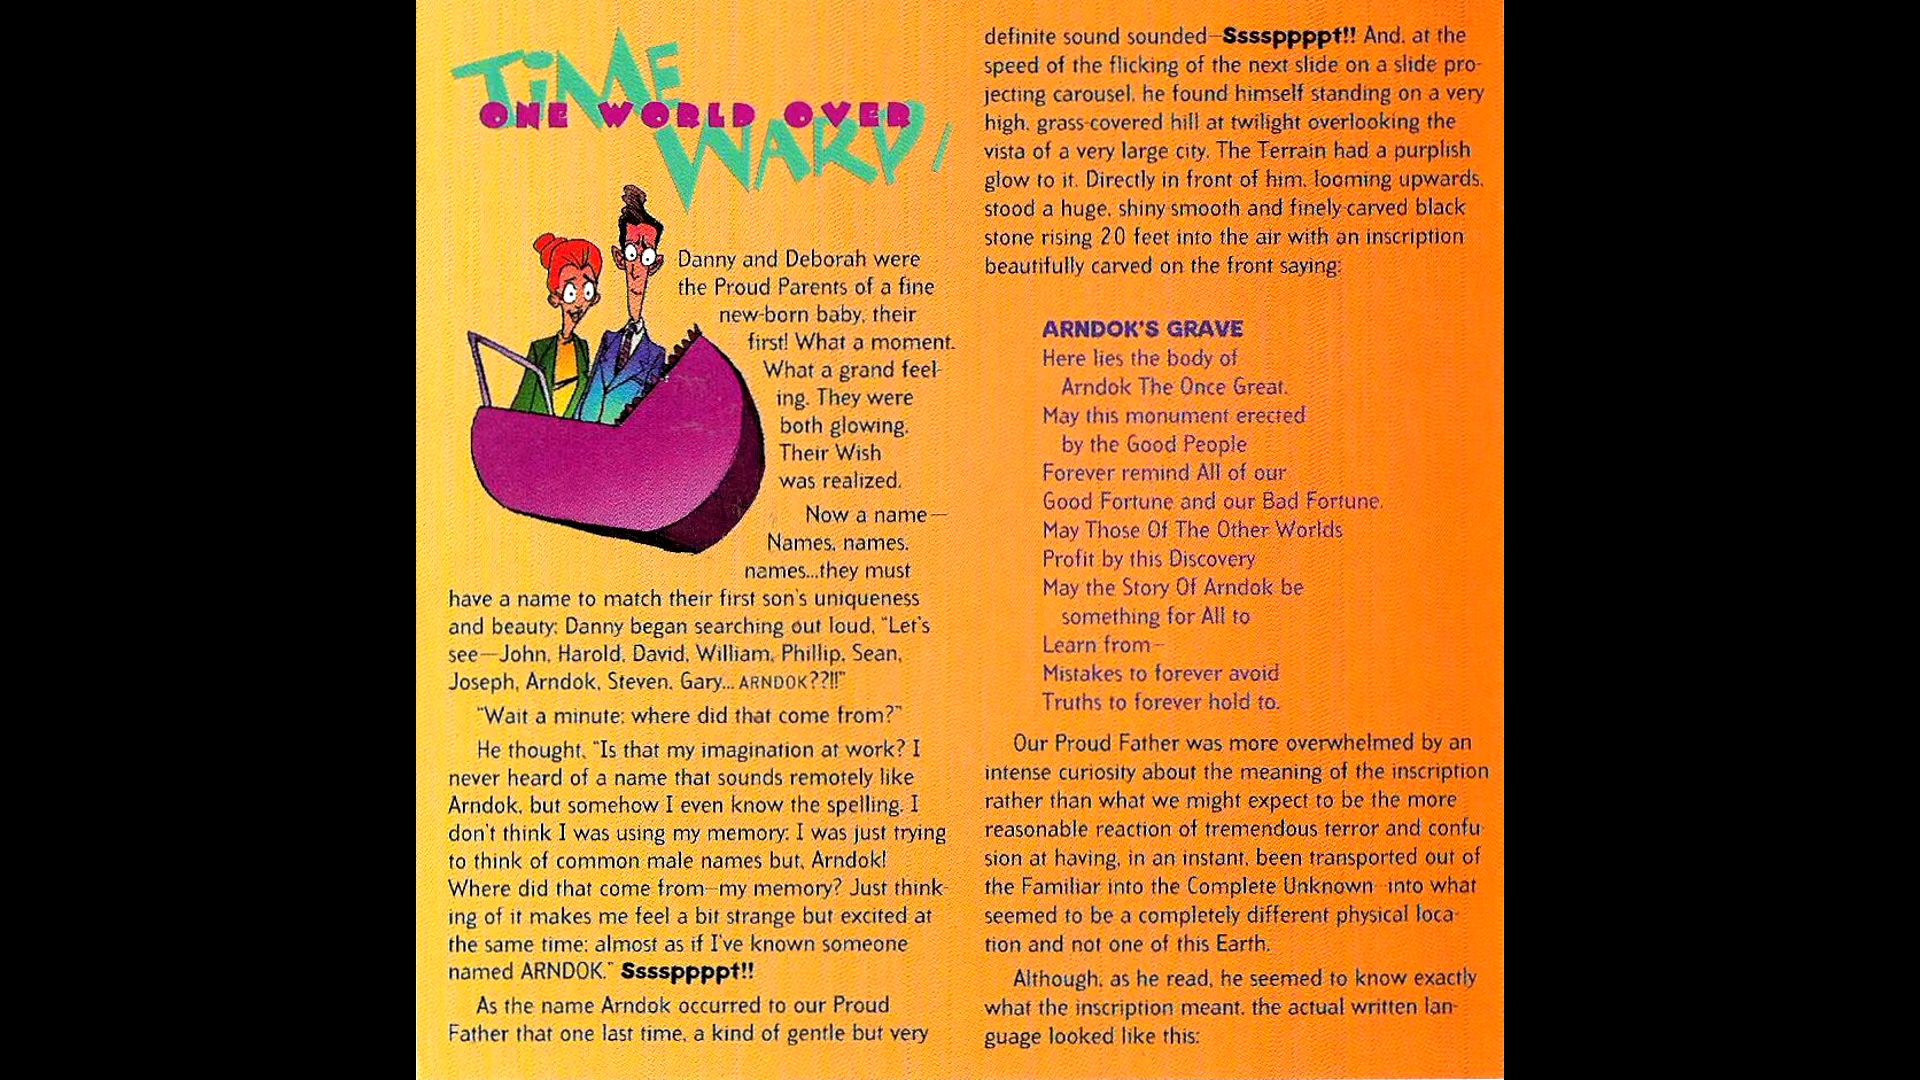 TiME WARP!
ONE WORLD OVER
Danny and Deborah were
the Proud Parents of a fine
new-born baby, their
first! What a moment.
What a grand feel-
ing. They were
both glowing.
Their Wish
was realized.
Now a name—
Names, names,
names...they must
have a name to match their first son's uniqueness
and beauty; Danny began searching out loud, "Let's
see—John, Harold, David, William, Phillip, Sean,
Joseph, Arndok, Steven, Gary... ARNDOK??!!"
"Wait a minute; where did that come from?"
He thought, "Is that my imagination at work? I
never heard of a name that sounds remotely like
Arndok, but somehow I even know the spelling. I
don't think I was using my memory; I was just trying
to think of common male names but, Arndok!
Where did that come from—my memory? Just think-
ing of it makes me feel a bit strange but excited at
the same time; almost as if I've known someone
named ARNDOK." Sssspppppt!!
As the name Arndok occurred to our Proud
Father that one last time, a kind of gentle but very
definite sound sounded—Sssspppppt!! And, at the
speed of the flicking of the next slide on a slide pro-
jecting carousel, he found himself standing on a very
high, grass-covered hill at twilight overlooking the
vista of a very large city. The Terrain had a purplish
glow to it. Directly in front of him, looming upwards,
stood a huge, shiny-smooth and finely-carved black
stone rising 20 feet into the air with an inscription
beautifully carved on the front saying:
ARNDOK'S GRAVE
Here lies the body of
Arndok The Once Great.
May this monument erected
by the Good People
Forever remind All of our
Good Fortune and our Bad Fortune.
May Those Of The Other Worlds
Profit by this Discovery
May the Story Of Arndok be
something for All to
Learn from—
Mistakes to forever avoid
Truths to forever hold to.
Our Proud Father was more overwhelmed by an
intense curiosity about the meaning of the inscription
rather than what we might expect to be the more
reasonable reaction of tremendous terror and confu-
sion at having, in an instant, been transported out of
the Familiar into the Complete Unknown—into what
seemed to be a completely different physical loca-
tion and not one of this Earth.
Although, as he read, he seemed to know exactly
what the inscription meant, the actual written lan-
guage looked like this: